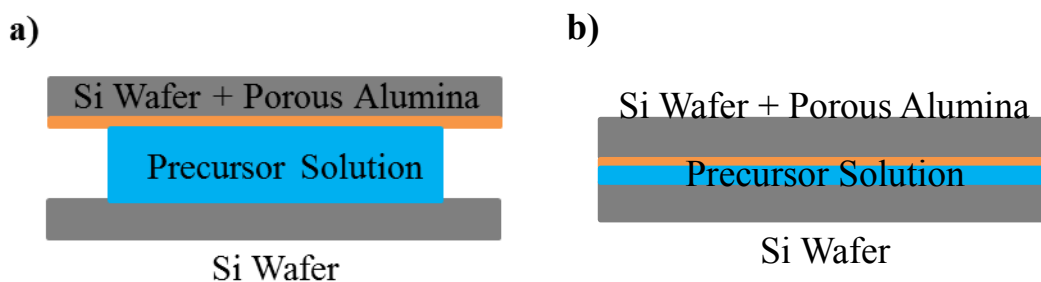 a)
Si Wafer + Porous Alumina
Precursor Solution
Si Wafer
b)
Si Wafer + Porous Alumina
Precursor Solution
Si Wafer